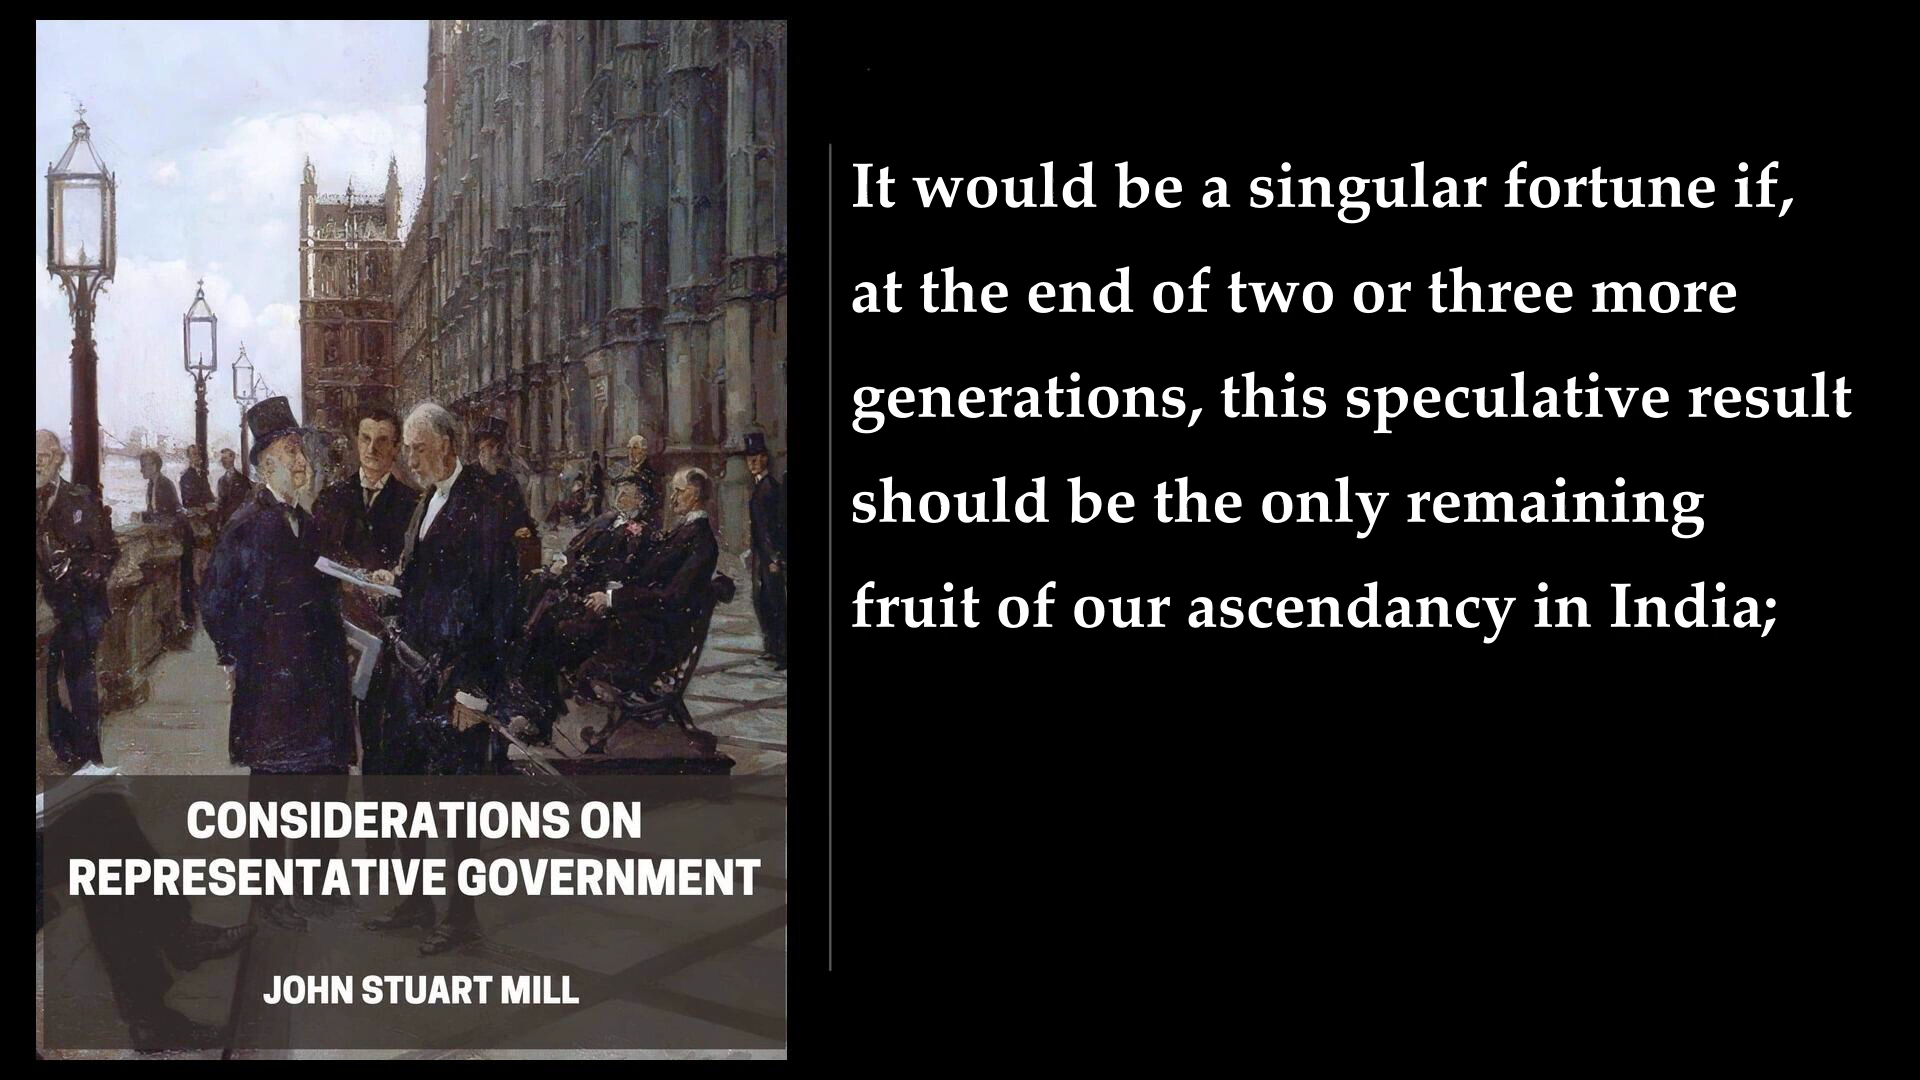 CONSIDERATIONS ON
REPRESENTATIVE GOVERNMENT
JOHN STUART MILL
It would be a singular fortune if,
at the end of two or three more
generations, this speculative result
should be the only remaining
fruit of our ascendancy in India;